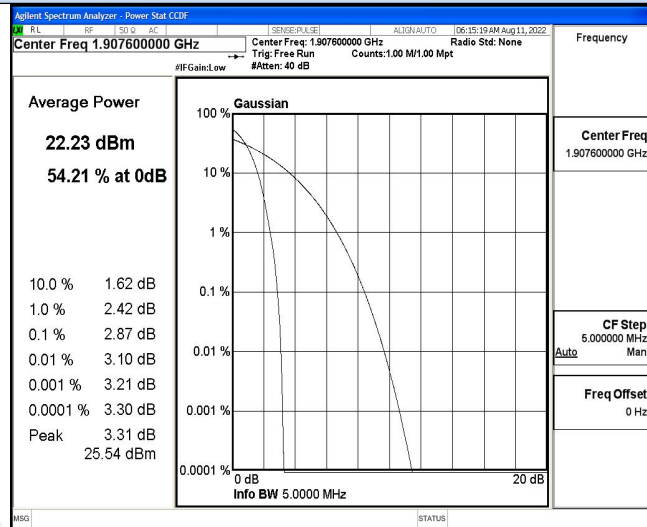 Agilent Spectrum Analyzer - Power Stat CCDF
LXI RL RF 50 Ω AC SENSE:PULSE ALIGN AUTO 06:15:19 AM Aug 11, 2022
Center Freq 1.907600000 GHz
Center Freq: 1.907600000 GHz Radio Std: None
Trig: Free Run Counts:1.00 M/1.00 Mpt
#IFGain:Low #Atten: 40 dB
Frequency
Average Power
22.23 dBm
54.21 % at 0dB
10.0 % 1.62 dB
1.0 % 2.42 dB
0.1 % 2.87 dB
0.01 % 3.10 dB
0.001 % 3.21 dB
0.0001 % 3.30 dB
Peak 3.31 dB
25.54 dBm
Gaussian
100 %
10 %
1 %
0.1 %
0.01 %
0.001 %
0.0001 %
0 dB 20 dB
Info BW 5.0000 MHz
Center Freq
1.907600000 GHz
CF Step
5.000000 MHz
Auto Man
Freq Offset
0 Hz
MSG STATUS